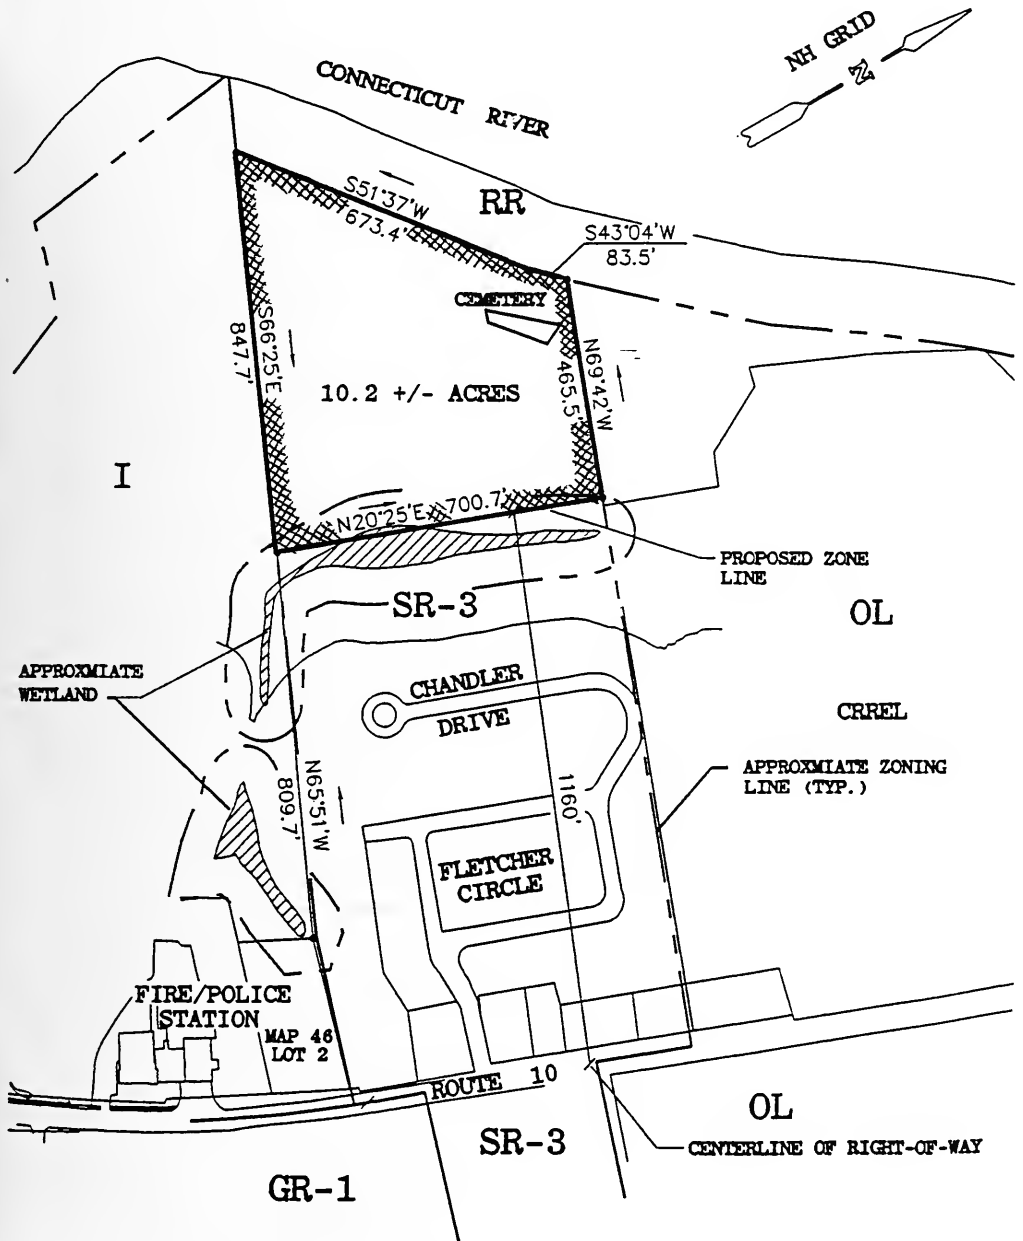 NH GRID
N
CONNECTICUT RIVER
RR
S51°37'W
673.4'
S43°04'W
83.5'
CEMETERY
S66°25'E
847.7'
N69°42'W
465.5'
10.2 +/- ACRES
I
N20°25'E
700.7'
PROPOSED ZONE
LINE
SR-3
OL
APPROXMIATE
WETLAND
CHANDLER
DRIVE
CRREL
APPROXMIATE ZONING
LINE (TYP.)
N65°51'W
809.7'
1160'
FLETCHER
CIRCLE
FIRE/POLICE
STATION
MAP 46
LOT 2
ROUTE 10
OL
SR-3
CENTERLINE OF RIGHT-OF-WAY
GR-1